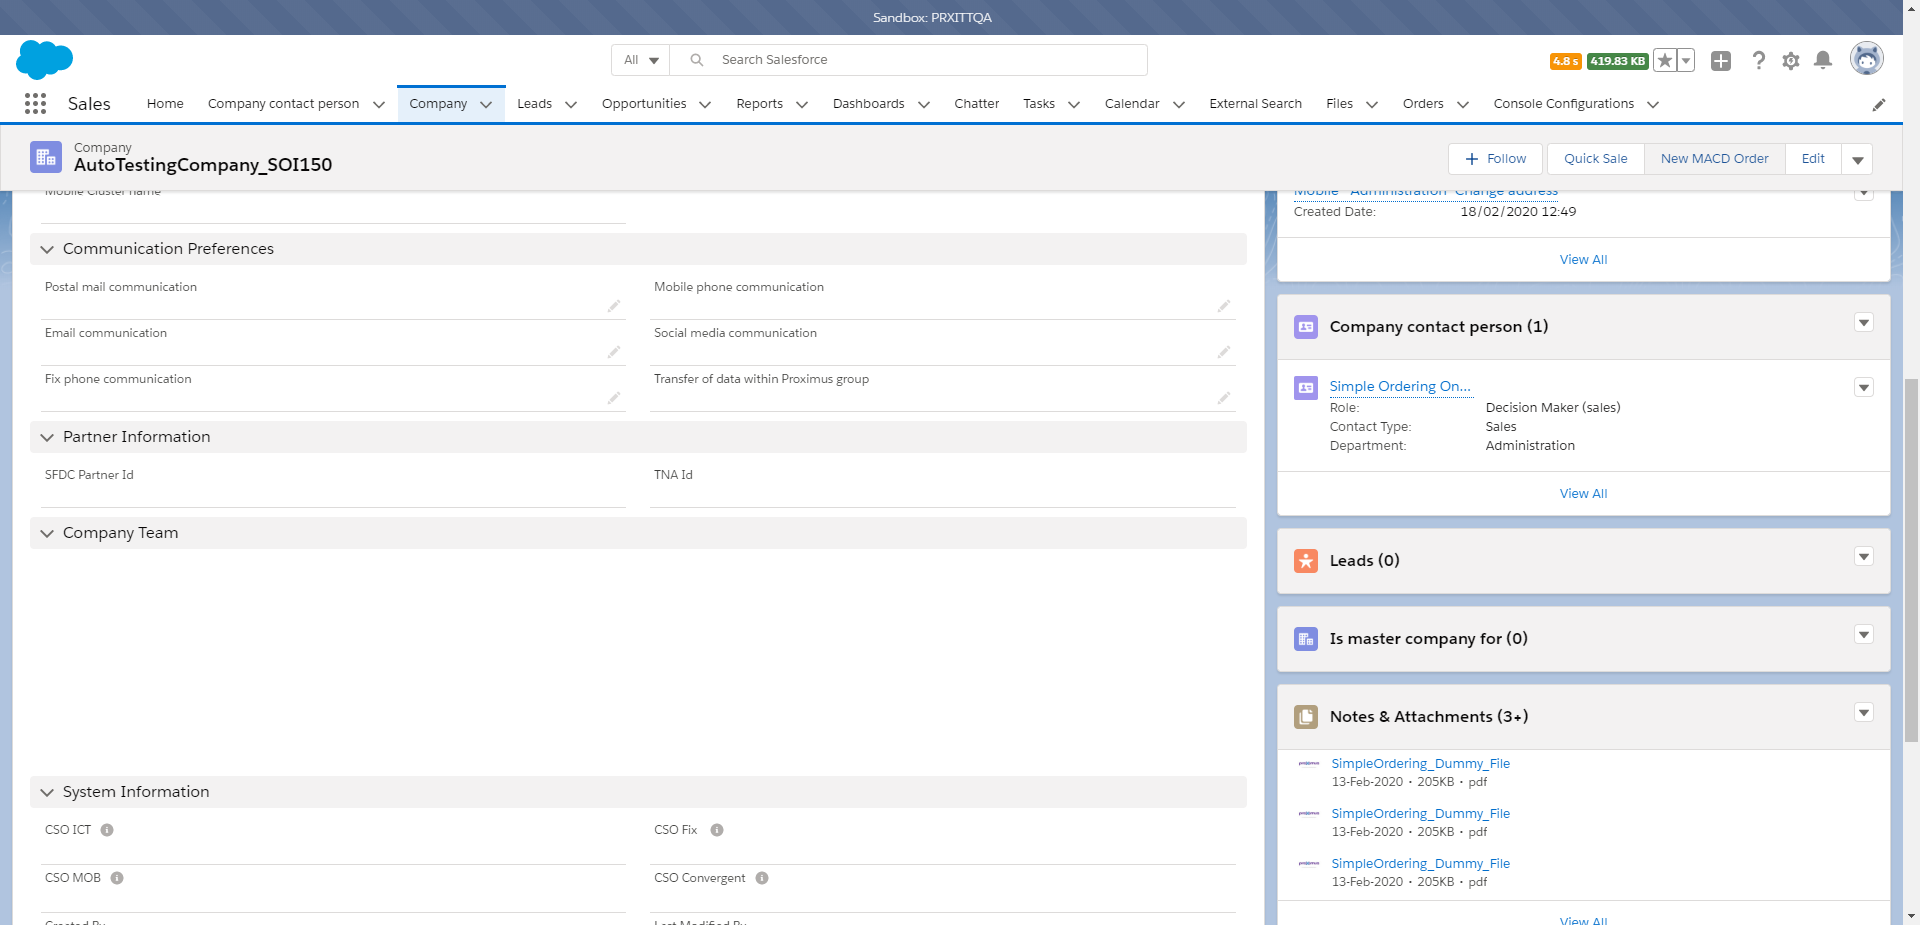 Sandbox: PRXITTQA
All
Search Salesforce
4.8 s
419.83 KB
Sales
Home
Company contact person
Company
Leads
Opportunities
Reports
Dashboards
Chatter
Tasks
Calendar
External Search
Files
Orders
Console Configurations
Company
AutoTestingCompany_SOI150
Follow
Quick Sale
New MACD Order
Edit
Mobile Cluster name
Communication Preferences
Postal mail communication
Mobile phone communication
Email communication
Social media communication
Fix phone communication
Transfer of data within Proximus group
Partner Information
SFDC Partner Id
TNA Id
Company Team
System Information
CSO ICT
CSO Fix
CSO MOB
CSO Convergent
Created By
Last Modified By
Mobile - Administration - Change address
Created Date: 18/02/2020 12:49
View All
Company contact person (1)
Simple Ordering On...
Role: Decision Maker (sales)
Contact Type: Sales
Department: Administration
View All
Leads (0)
Is master company for (0)
Notes & Attachments (3+)
SimpleOrdering_Dummy_File
13-Feb-2020 • 205KB • pdf
SimpleOrdering_Dummy_File
13-Feb-2020 • 205KB • pdf
SimpleOrdering_Dummy_File
13-Feb-2020 • 205KB • pdf
View All